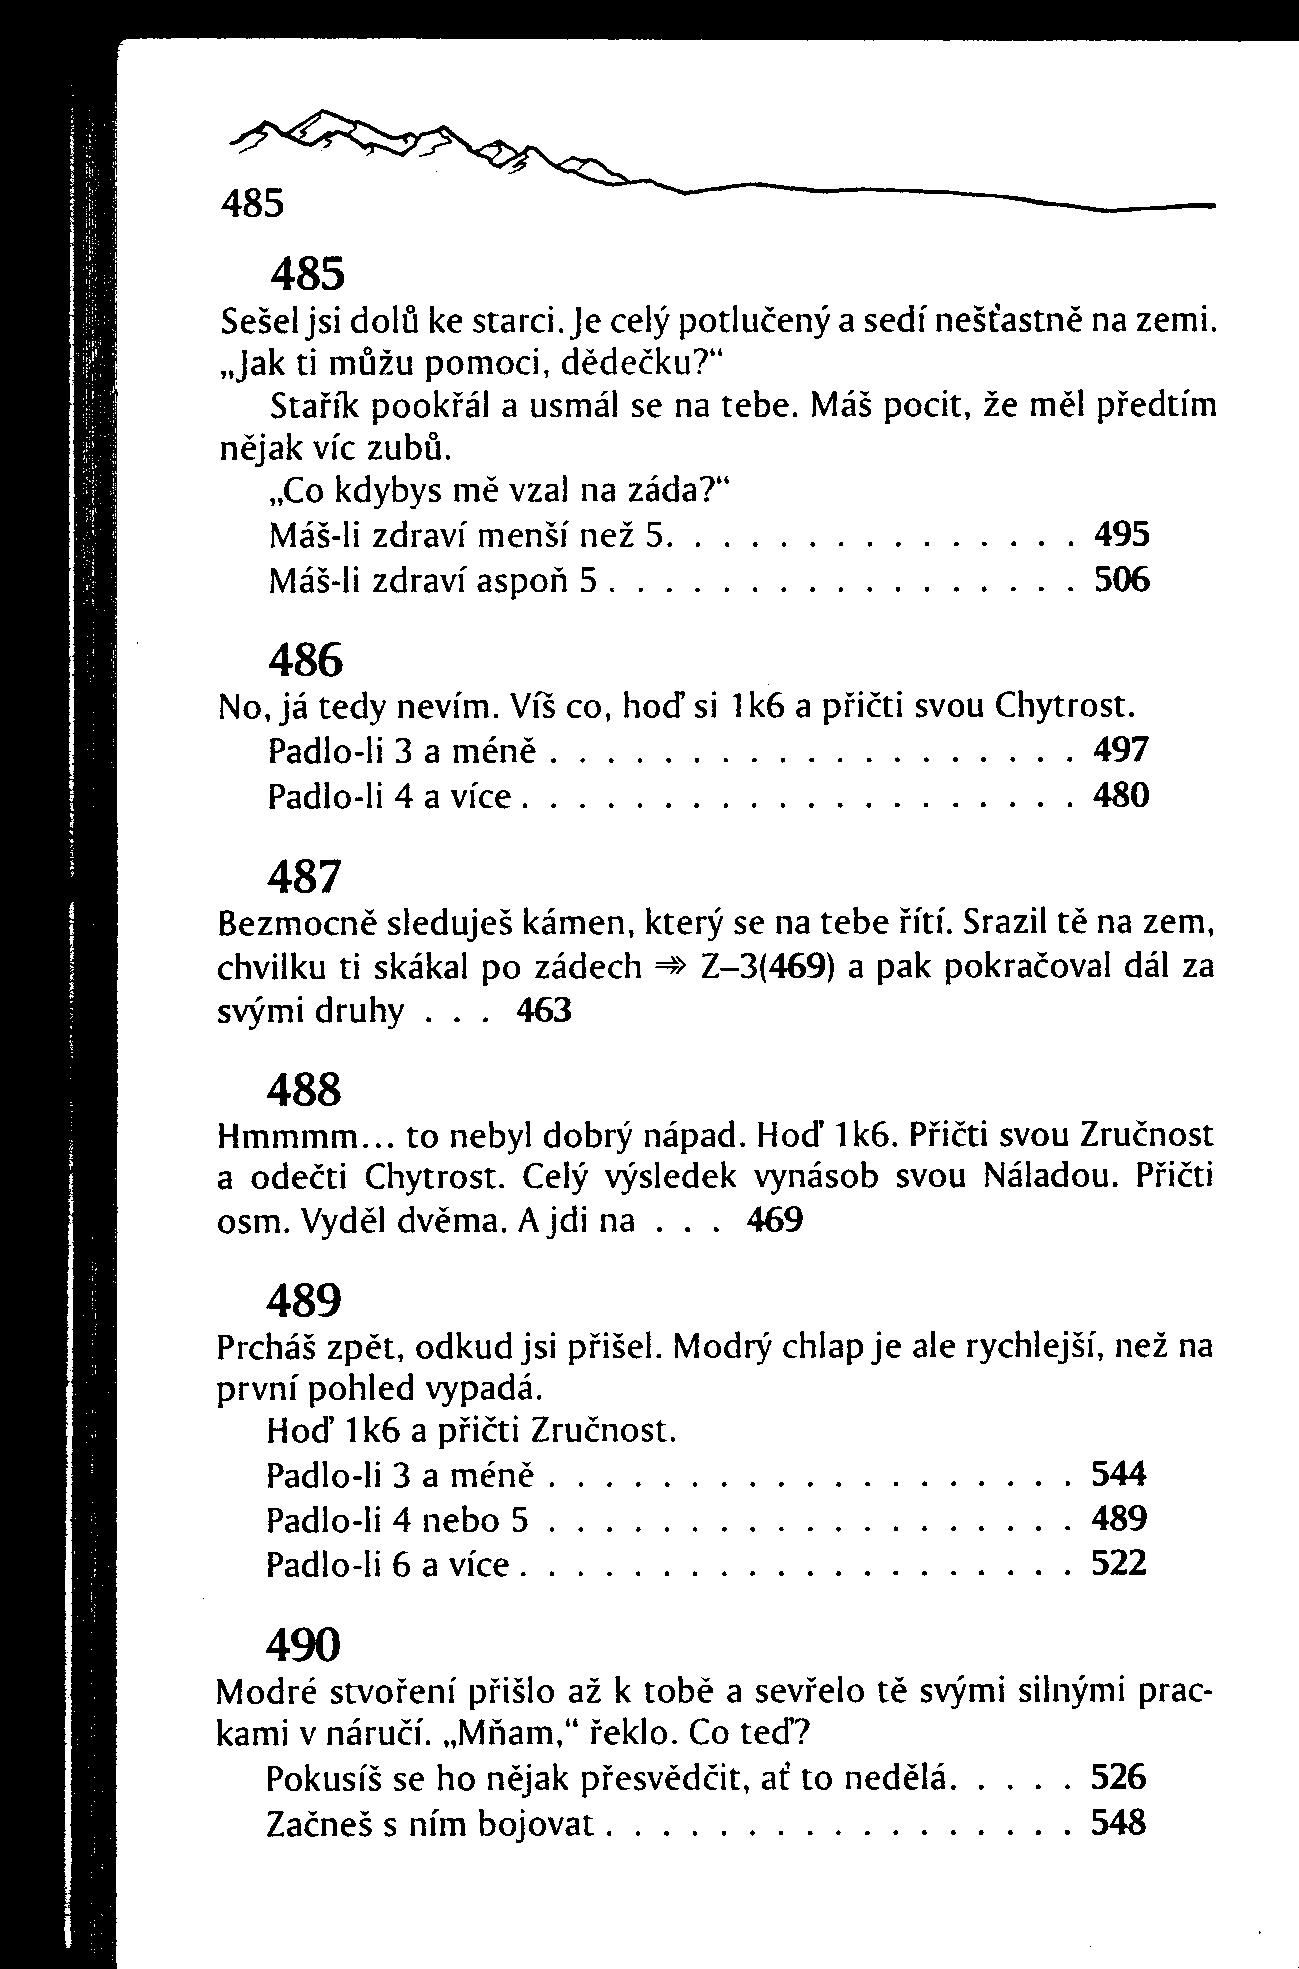 485
485
Sešel jsi dolů ke starci. Je celý potlučený a sedí nešťastně na zemi.
„Jak ti můžu pomoci, dědečku?“
Stařík pookřál a usmál se na tebe. Máš pocit, že měl předtím
nějak víc zubů.
„Co kdybys mě vzal na záda?“
Máš-li zdraví menší než 5. . . . . . . . . . . . . . . 495
Máš-li zdraví aspoň 5 . . . . . . . . . . . . . . . . . 506
486
No, já tedy nevím. Víš co, hoď si 1k6 a přičti svou Chytrost.
Padlo-li 3 a méně . . . . . . . . . . . . . . . . . . . 497
Padlo-li 4 a více . . . . . . . . . . . . . . . . . . . . 480
487
Bezmocně sleduješ kámen, který se na tebe řítí. Srazil tě na zem,
chvilku ti skákal po zádech ⇻ Z–3(469) a pak pokračoval dál za
svými druhy . . . 463
488
Hmmmm... to nebyl dobrý nápad. Hoď 1k6. Přičti svou Zručnost
a odečti Chytrost. Celý výsledek vynásob svou Náladou. Přičti
osm. Vyděl dvěma. A jdi na . . . 469
489
Prcháš zpět, odkud jsi přišel. Modrý chlap je ale rychlejší, než na
první pohled vypadá.
Hoď 1k6 a přičti Zručnost.
Padlo-li 3 a méně . . . . . . . . . . . . . . . . . . . 544
Padlo-li 4 nebo 5 . . . . . . . . . . . . . . . . . . . 489
Padlo-li 6 a více . . . . . . . . . . . . . . . . . . . . 522
490
Modré stvoření přišlo až k tobě a sevřelo tě svými silnými prac-
kami v náručí. „Mňam,“ řeklo. Co teď?
Pokusíš se ho nějak přesvědčit, ať to nedělá. . . . . 526
Začneš s ním bojovat . . . . . . . . . . . . . . . . . 548